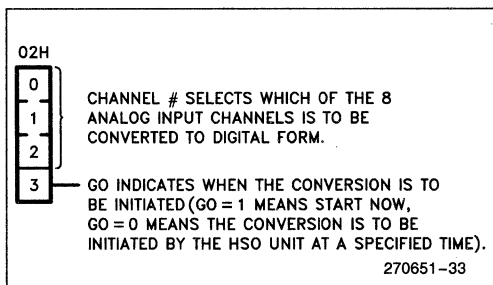 02H
0
1
2
CHANNEL # SELECTS WHICH OF THE 8
ANALOG INPUT CHANNELS IS TO BE
CONVERTED TO DIGITAL FORM.
3
GO INDICATES WHEN THE CONVERSION IS TO
BE INITIATED (GO = 1 MEANS START NOW,
GO = 0 MEANS THE CONVERSION IS TO BE
INITIATED BY THE HSO UNIT AT A SPECIFIED TIME).
270651–33